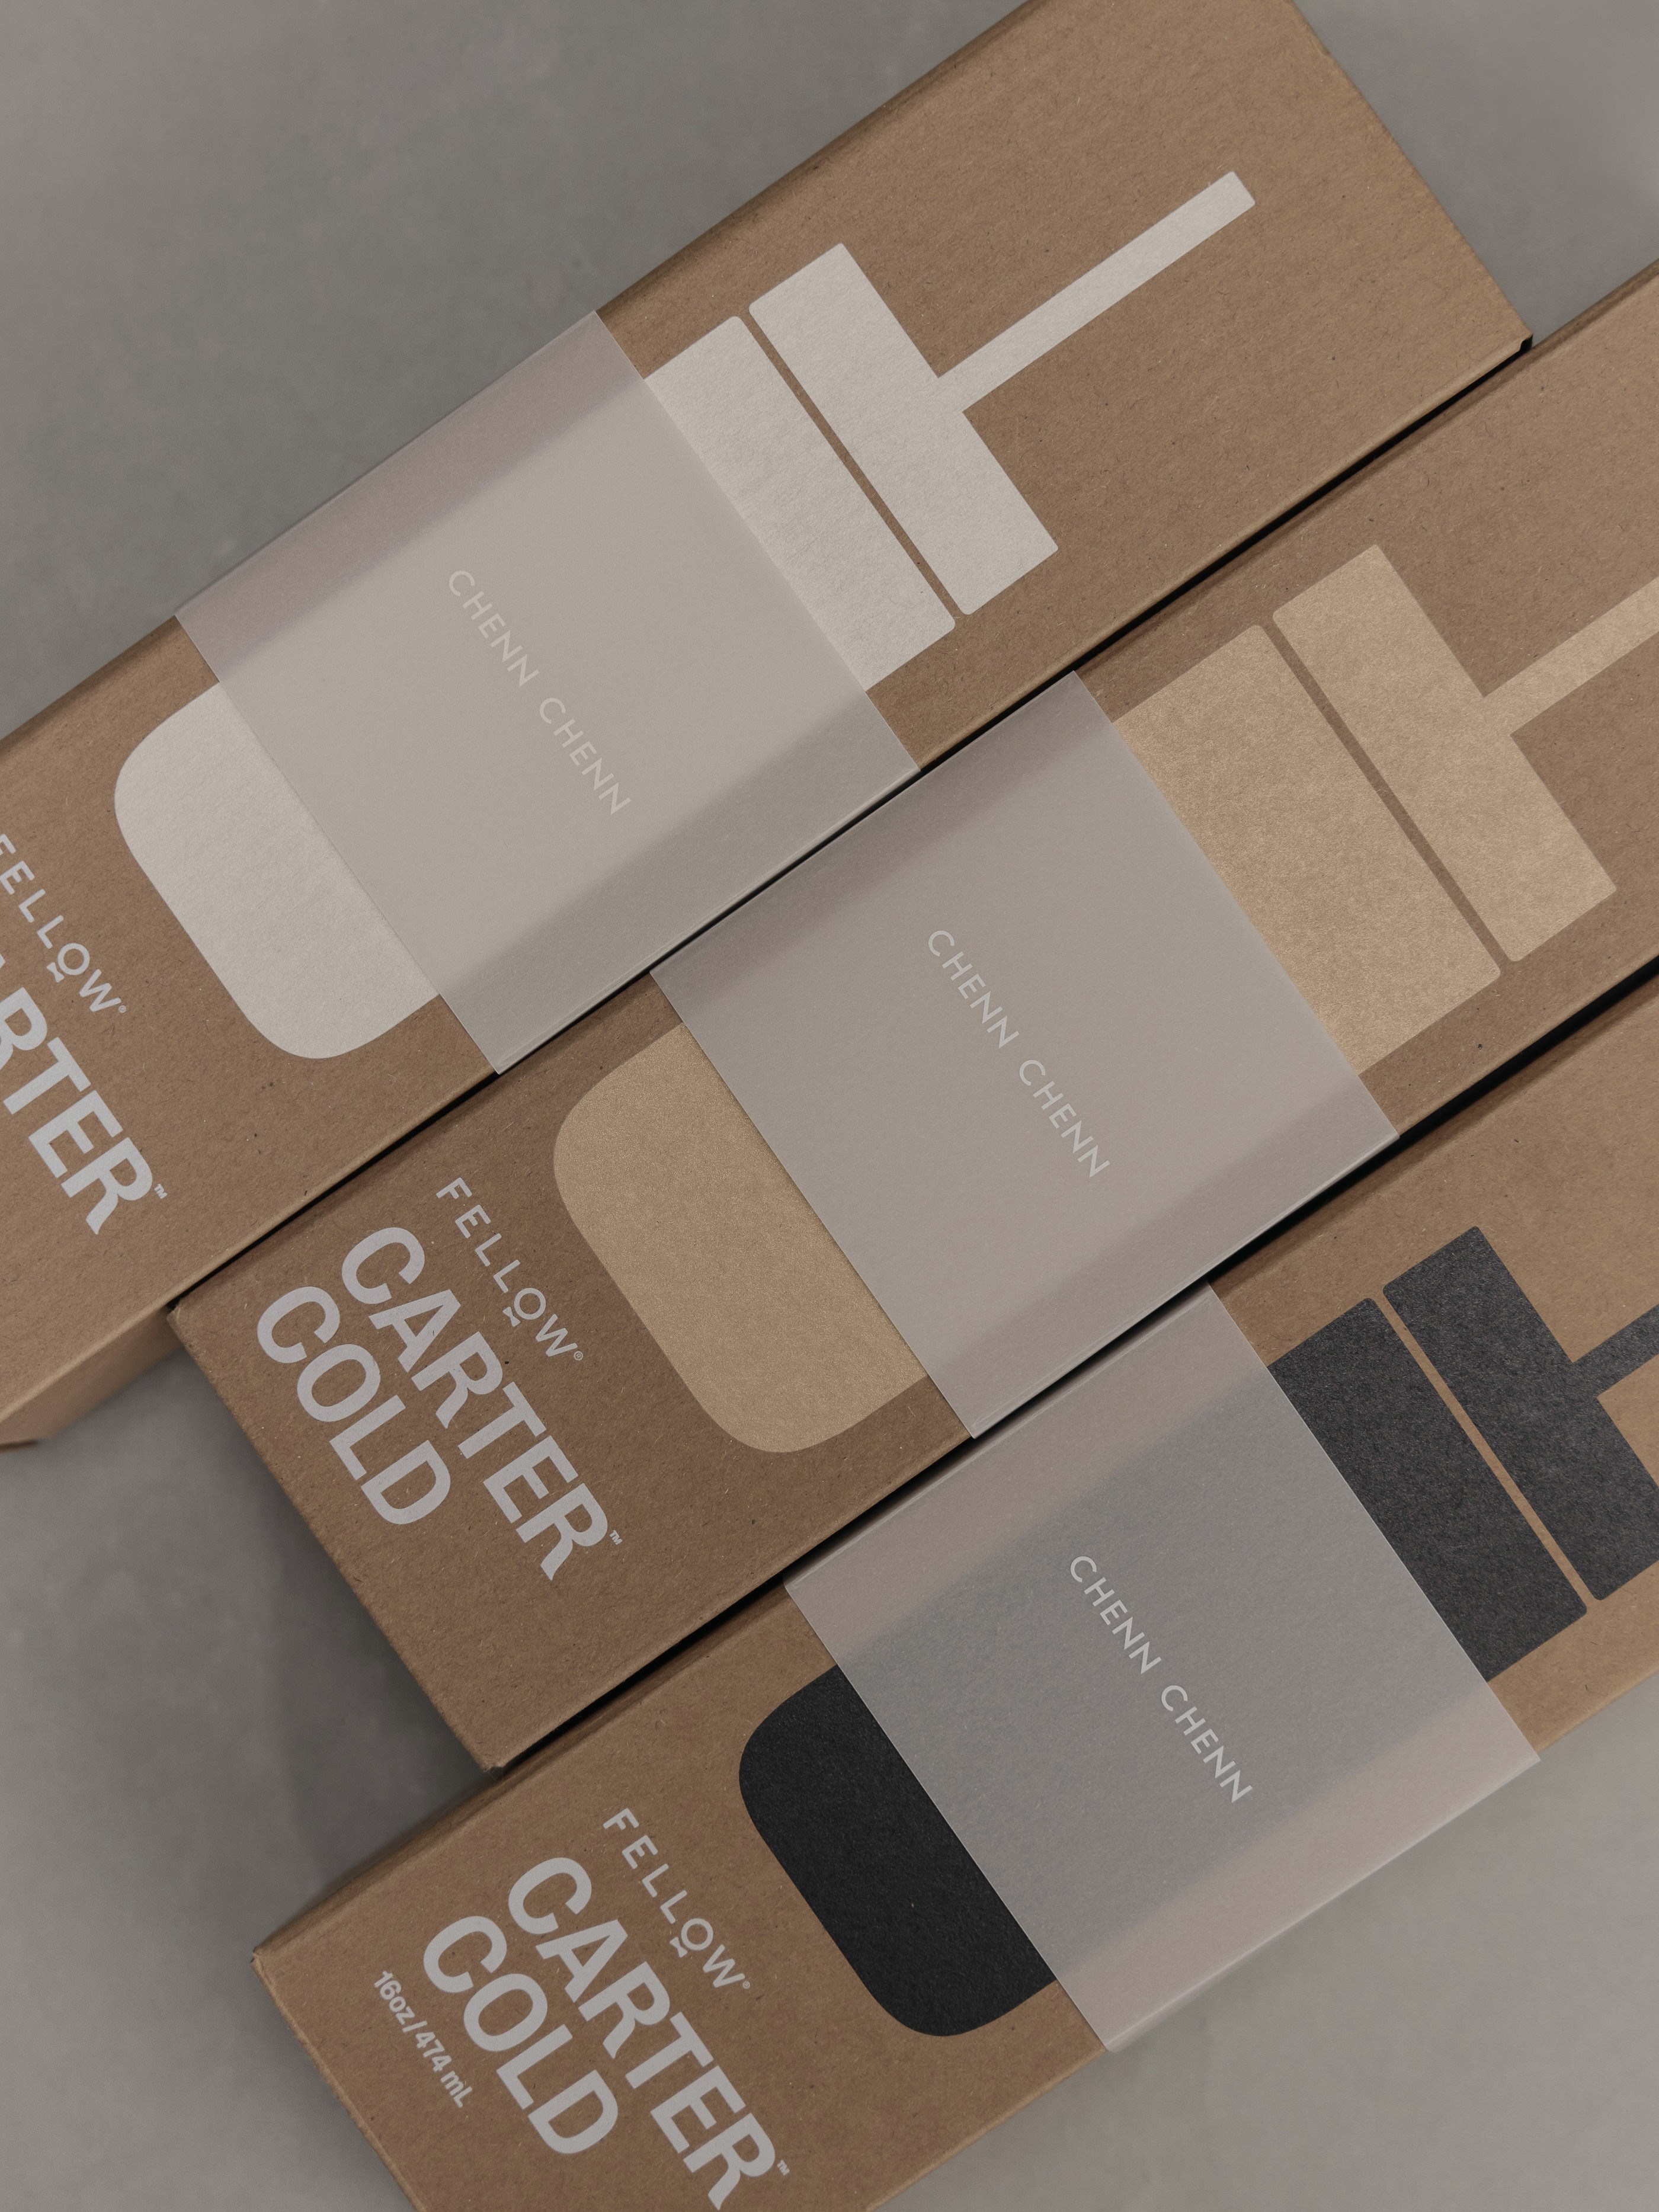 CHENN CHENN
FELLOW®
RTER™
CHENN CHENN
FELLOW®
CARTER™
COLD
CHENN CHENN
FELLOW®
CARTER™
COLD
16oz / 474 mL